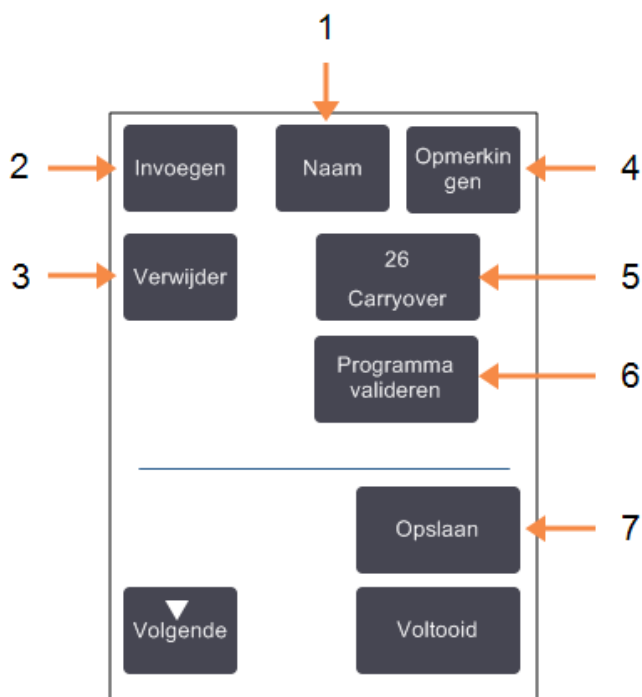 1
2
Invoegen
Naam
Opmerkin
gen
4
3
Verwijder
26
Carryover
5
Programma
valideren
6
Opslaan
7
Volgende
Voltooid